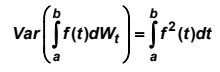 Var(∫_a^b f(t)dW_t) = ∫_a^b f²(t)dt